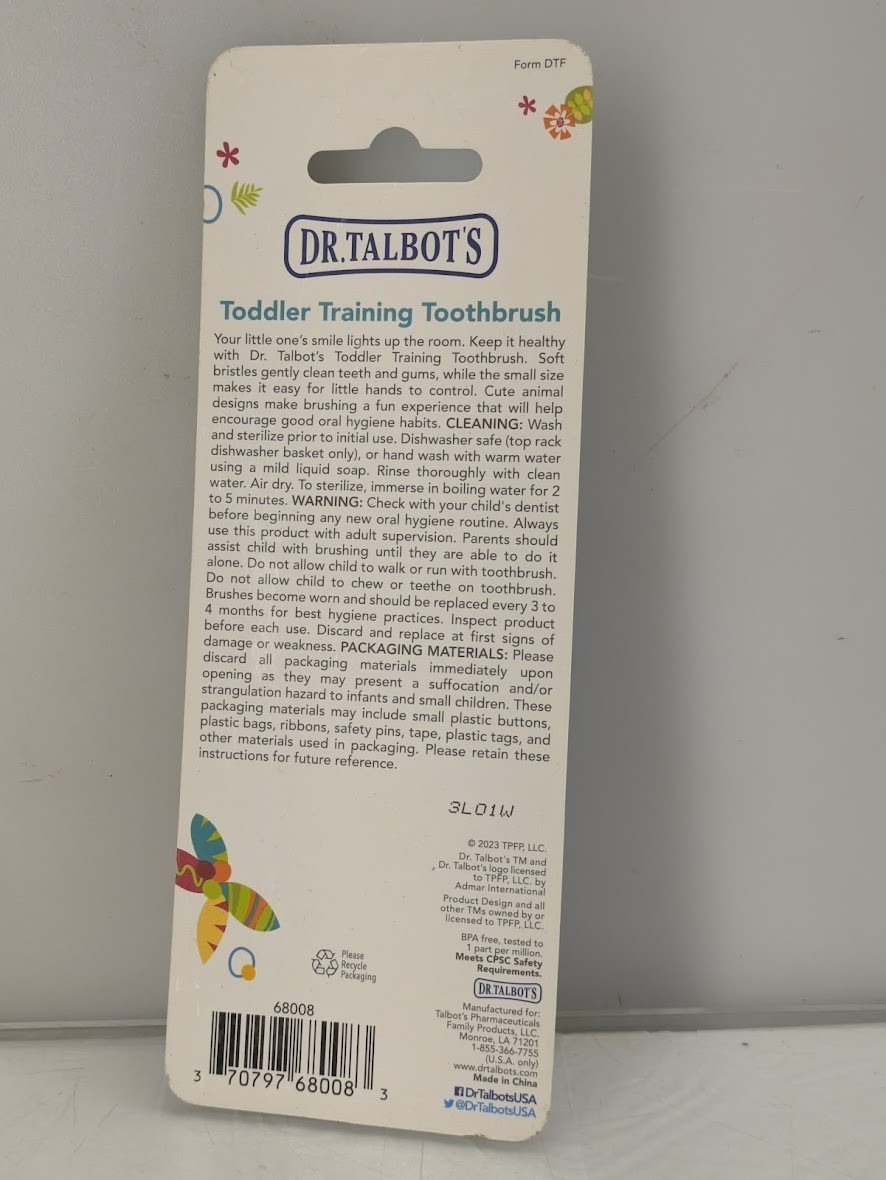 Form DTF
DR.TALBOT'S
Toddler Training Toothbrush
Your little one's smile lights up the room. Keep it healthy
with Dr. Talbot's Toddler Training Toothbrush. Soft
bristles gently clean teeth and gums, while the small size
makes it easy for little hands to control. Cute animal
designs make brushing a fun experience that will help
encourage good oral hygiene habits. CLEANING: Wash
and sterilize prior to initial use. Dishwasher safe (top rack
dishwasher basket only), or hand wash with warm water
using a mild liquid soap. Rinse thoroughly with clean
water. Air dry. To sterilize, immerse in boiling water for 2
to 5 minutes. WARNING: Check with your child's dentist
before beginning any new oral hygiene routine. Always
use this product with adult supervision. Parents should
assist child with brushing until they are able to do it
alone. Do not allow child to walk or run with toothbrush.
Do not allow child to chew or teethe on toothbrush.
Brushes become worn and should be replaced every 3 to
4 months for best hygiene practices. Inspect product
before each use. Discard and replace at first signs of
damage or weakness. PACKAGING MATERIALS: Please
discard all packaging materials immediately upon
opening as they may present a suffocation and/or
strangulation hazard to infants and small children. These
packaging materials may include small plastic buttons,
plastic bags, ribbons, safety pins, tape, plastic tags, and
other materials used in packaging. Please retain these
instructions for future reference.
3L01W
© 2023 TPFP, LLC.
Dr. Talbot's TM and
Dr. Talbot's logo licensed
to TPFP, LLC. by
Admar International
Product Design and all
other TMs owned by or
licensed to TPFP, LLC.
BPA free, tested to
1 part per million.
Meets CPSC Safety
Requirements.
Please
Recycle
Packaging
DR.TALBOT'S
Manufactured for:
Talbot's Pharmaceuticals
Family Products, LLC.
Monroe, LA 71201
1-855-366-7755
(U.S.A. only)
www.drtalbots.com
Made in China
DrTalbotsUSA
@DrTalbotsUSA
68008
3 70797 68008 3